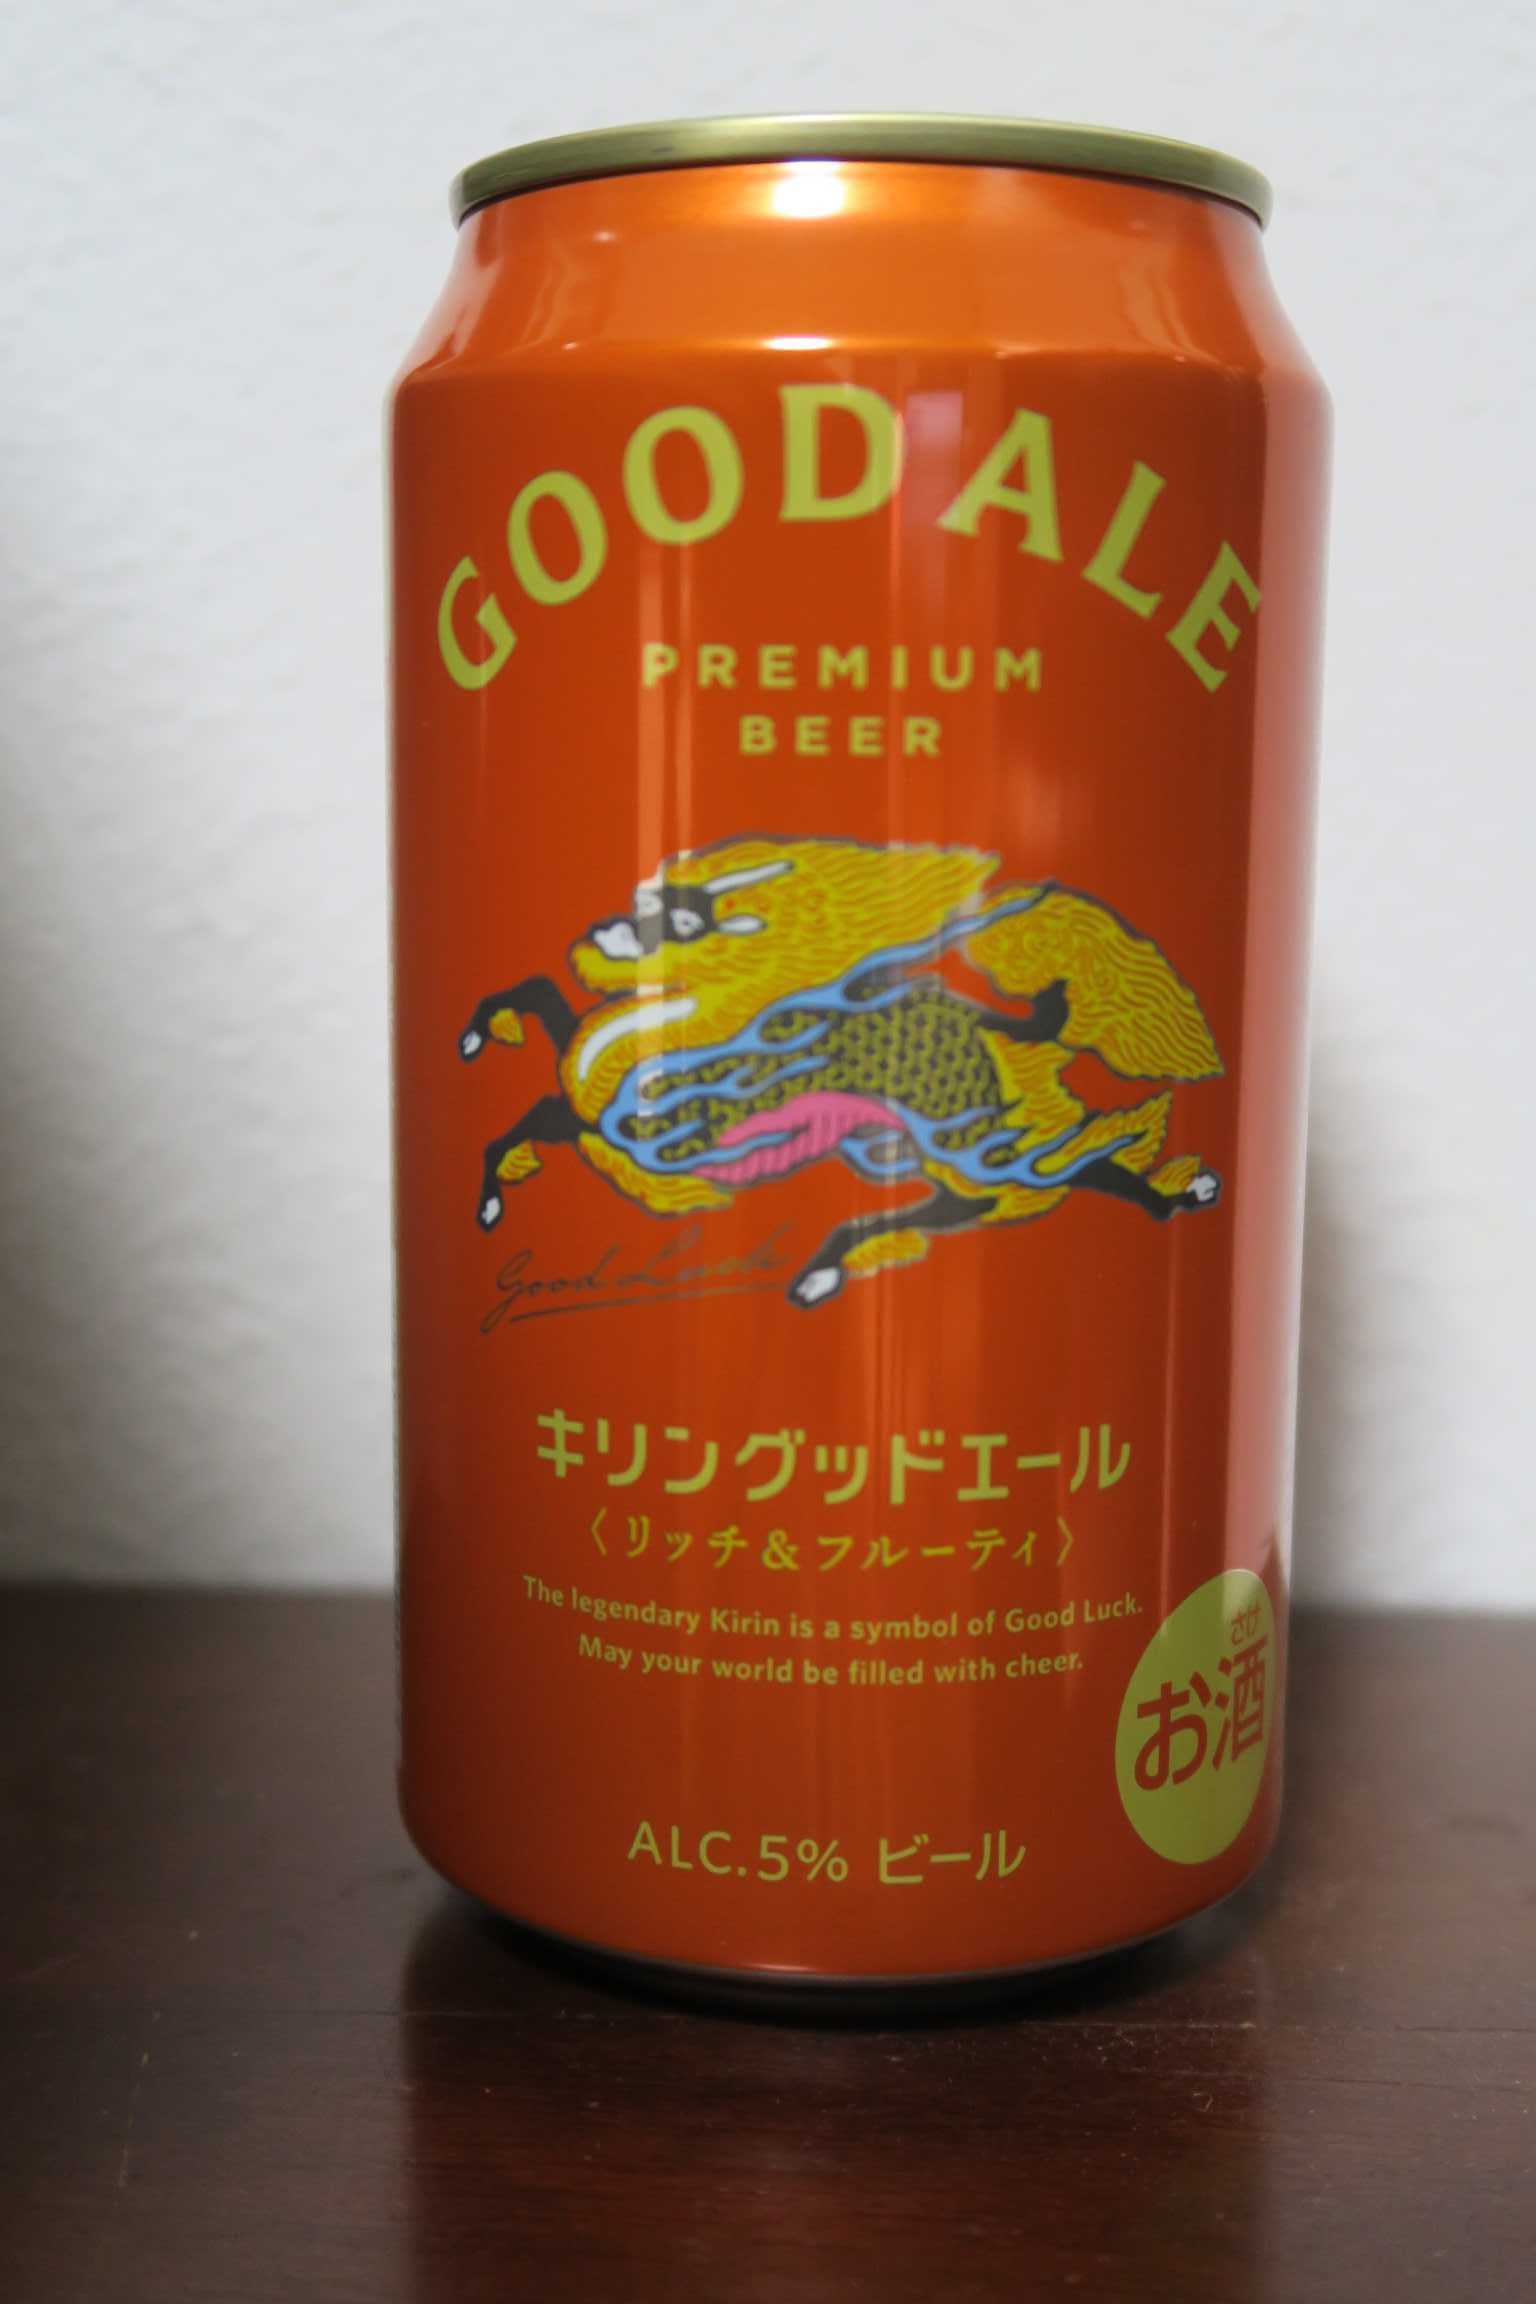 GOOD ALE
PREMIUM
BEER
Good Luck
キリングッドエール
〈リッチ&フルーティ〉
The legendary Kirin is a symbol of Good Luck.
May your world be filled with cheer.
さけ
お酒
ALC.5% ビール